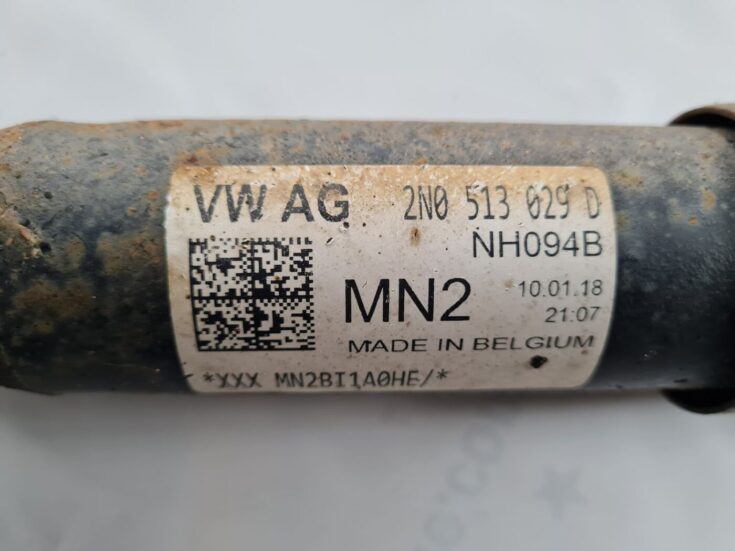 VW AG 2N0 513 029 D
NH094B
MN2 10.01.18
21:07
MADE IN BELGIUM
*XXX MN2BI1A0HE/*